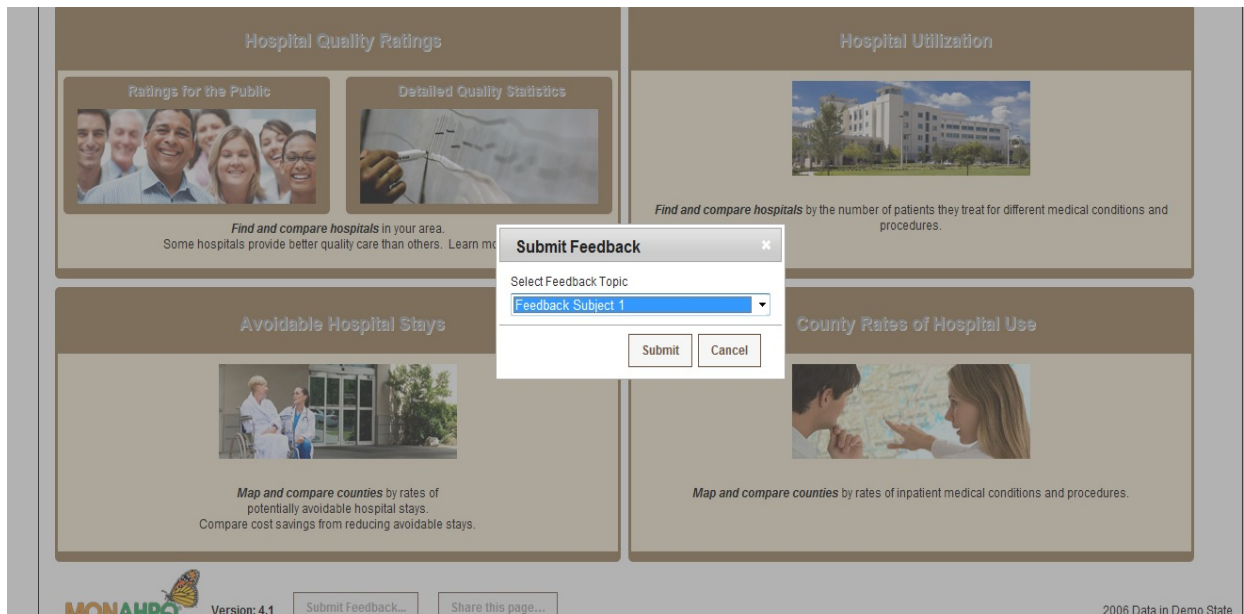 Hospital Quality Ratings
Hospital Utilization
Ratings for the Public
Detailed Quality Statistics
Find and compare hospitals in your area.
Some hospitals provide better quality care than others. Learn
Find and compare hospitals by the number of patients they treat for different medical conditions and
procedures.
Submit Feedback
x
Select Feedback Topic
Feedback Subject 1
Submit
Cancel
Avoidable Hospital Stays
County Rates of Hospital Use
Map and compare counties by rates of
potentially avoidable hospital stays.
Compare cost savings from reducing avoidable stays.
Map and compare counties by rates of inpatient medical conditions and procedures.
MONAHRQ
Version: 4.1
Submit Feedback...
Share this page...
2006 Data in Demo State